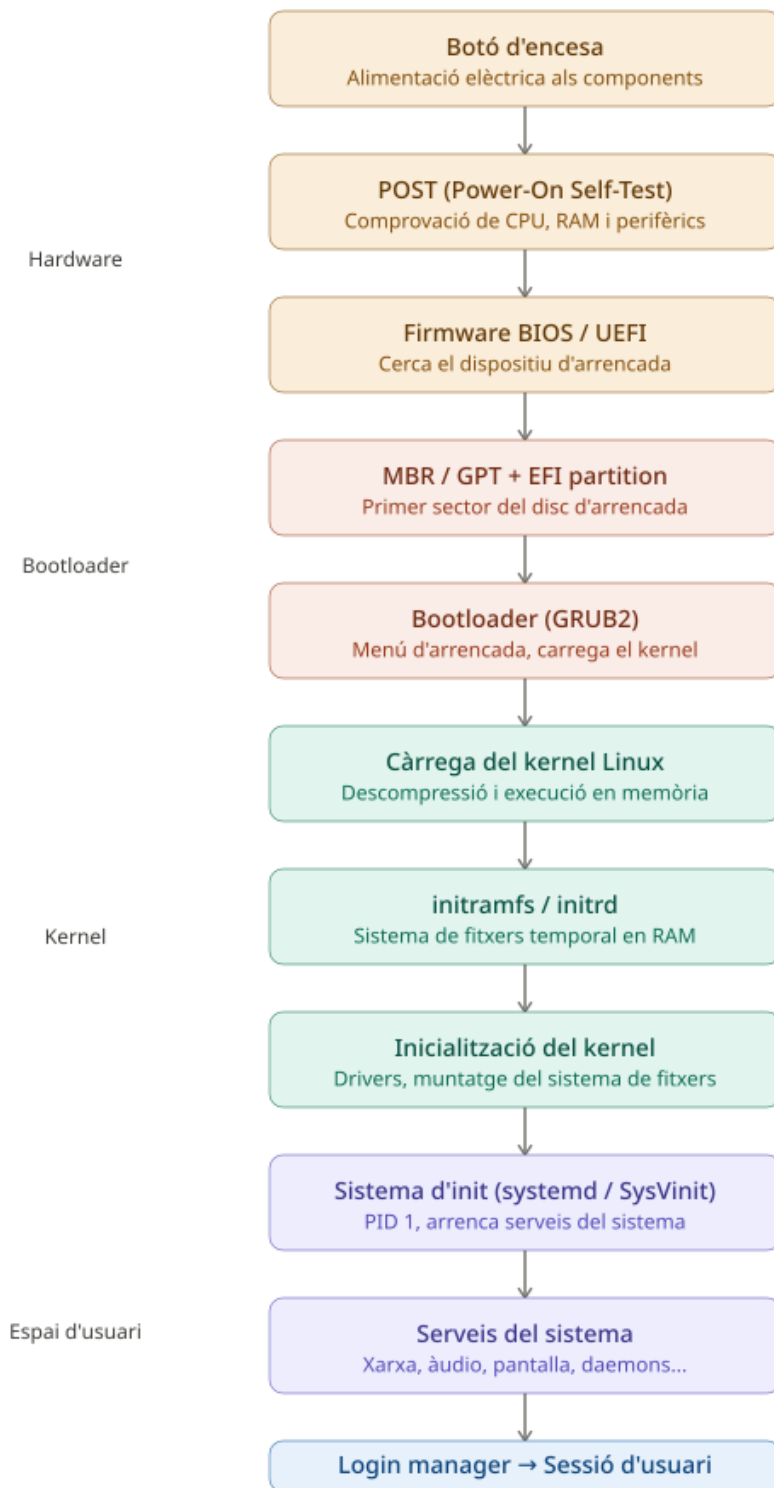 Botó d'encesa
Alimentació elèctrica als components
POST (Power-On Self-Test)
Comprovació de CPU, RAM i perifèrics
Hardware
Firmware BIOS / UEFI
Cerca el dispositiu d'arrencada
MBR / GPT + EFI partition
Primer sector del disc d'arrencada
Bootloader
Bootloader (GRUB2)
Menú d'arrencada, carrega el kernel
Càrrega del kernel Linux
Descompressió i execució en memòria
initramfs / initrd
Sistema de fitxers temporal en RAM
Kernel
Inicialització del kernel
Drivers, muntatge del sistema de fitxers
Sistema d'init (systemd / SysVinit)
PID 1, arrenca serveis del sistema
Espai d'usuari
Serveis del sistema
Xarxa, àudio, pantalla, daemons...
Login manager → Sessió d'usuari